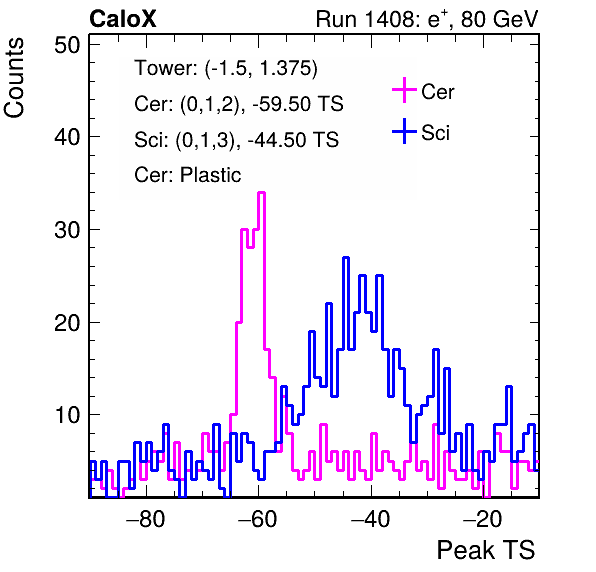 CaloX Run 1408: e⁺, 80 GeV
Counts
Tower: (-1.5, 1.375)
Cer: (0,1,2), -59.50 TS
Sci: (0,1,3), -44.50 TS
Cer: Plastic
Cer
Sci
50
40
30
20
10
−80 −60 −40 −20
Peak TS